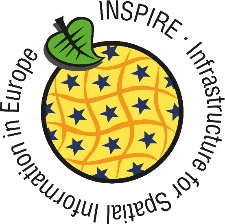 INSPIRE · Infrastructure for Spatial Information in Europe